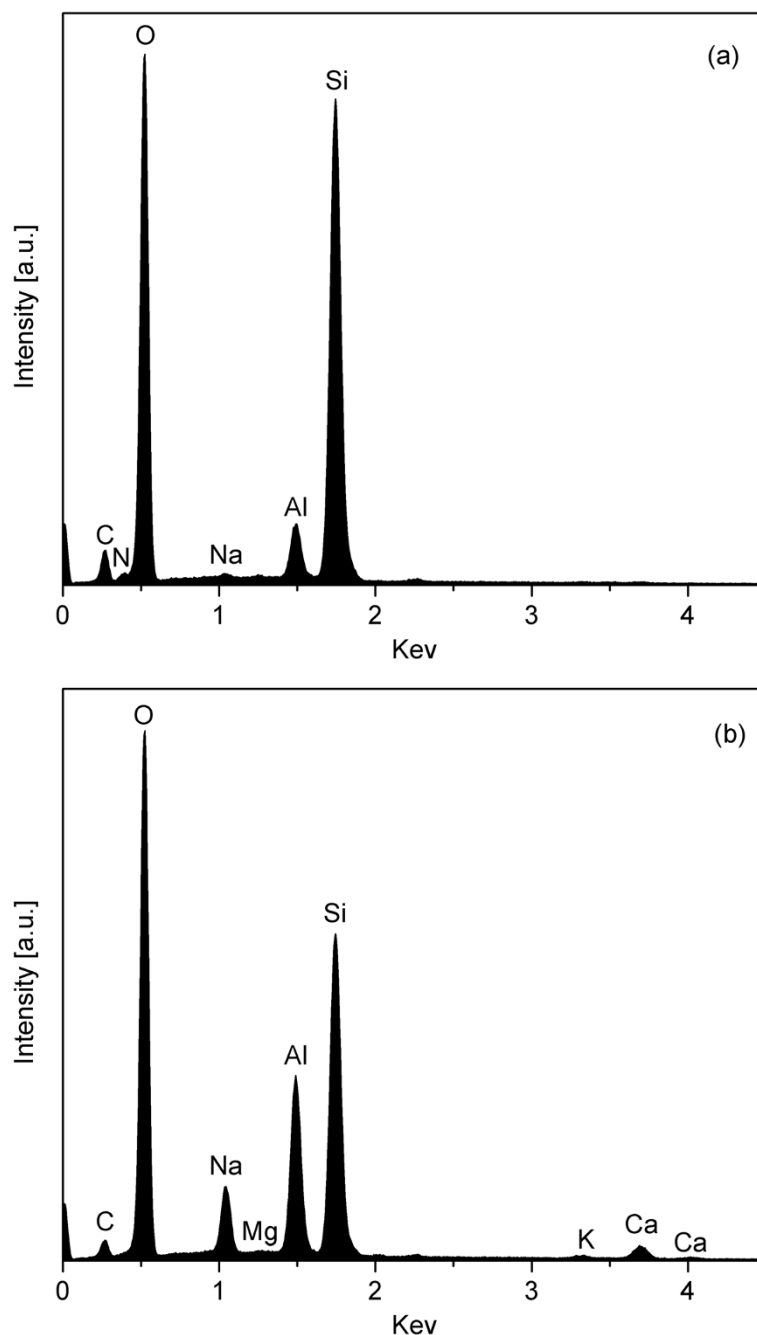 (a)
O
Si
Al
C
N
Na
Intensity [a.u.]
0 1 2 3 4
Kev
(b)
O
Si
Al
Na
C
Mg
K
Ca
Ca
Intensity [a.u.]
0 1 2 3 4
Kev